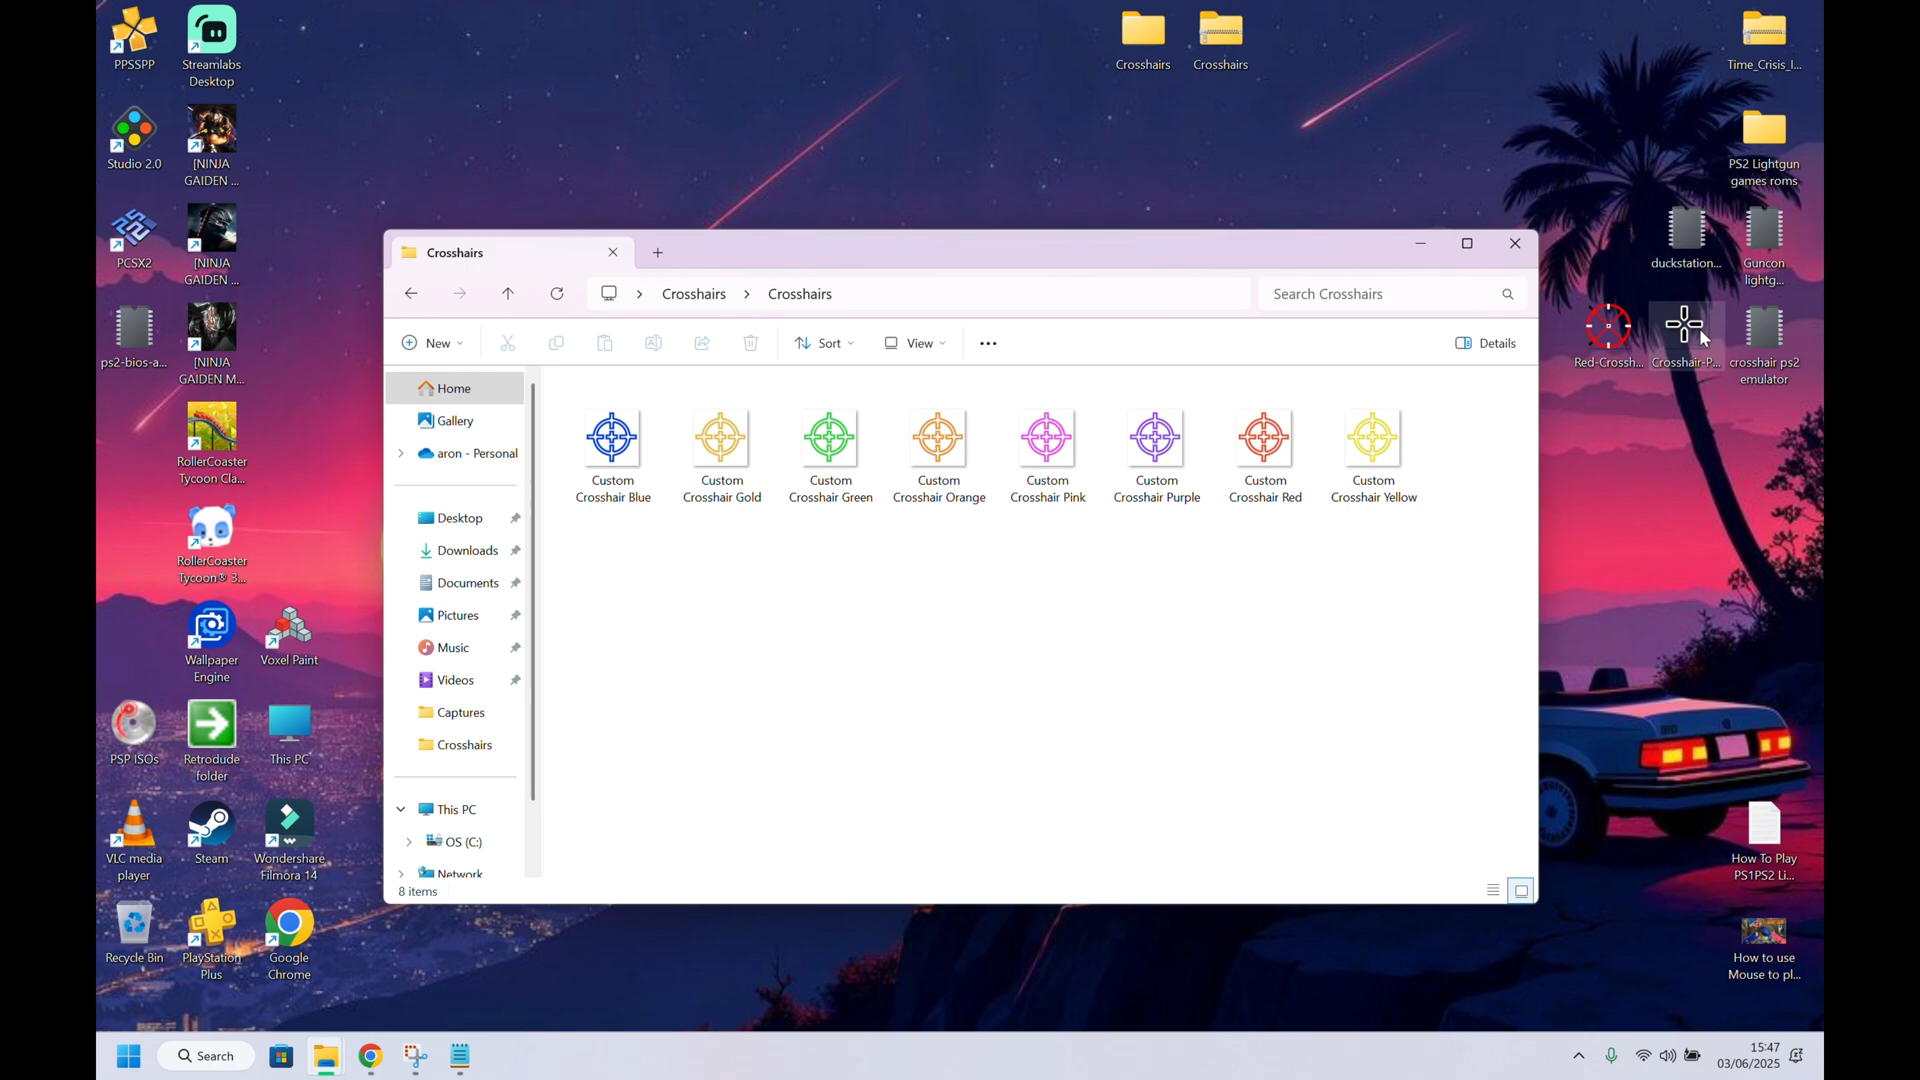 PPSSPP
Streamlabs
Desktop
Crosshairs
Crosshairs
Time_Crisis_I...
Studio 2.0
[NINJA
GAIDEN ...
PS2 Lightgun
games roms
PCSX2
[NINJA
GAIDEN ...
duckstation...
Guncon
lightg...
ps2-bios-a...
[NINJA
GAIDEN M...
Red-Crossh...
Crosshair-P...
crosshair ps2
emulator
RollerCoaster
Tycoon Cla...
RollerCoaster
Tycoon® 3...
Wallpaper
Engine
Voxel Paint
PSP ISOs
Retrodude
folder
This PC
VLC media
player
Steam
Wondershare
Filmora 14
Recycle Bin
PlayStation
Plus
Google
Chrome
How To Play
PS1PS2 Li...
How to use
Mouse to pl...
Crosshairs
Crosshairs > Crosshairs
Search Crosshairs
New
Sort
View
Details
Home
Gallery
aron - Personal
Desktop
Downloads
Documents
Pictures
Music
Videos
Captures
Crosshairs
This PC
OS (C:)
Network
Custom
Crosshair Blue
Custom
Crosshair Gold
Custom
Crosshair Green
Custom
Crosshair Orange
Custom
Crosshair Pink
Custom
Crosshair Purple
Custom
Crosshair Red
Custom
Crosshair Yellow
8 items
Search
15:47
03/06/2025